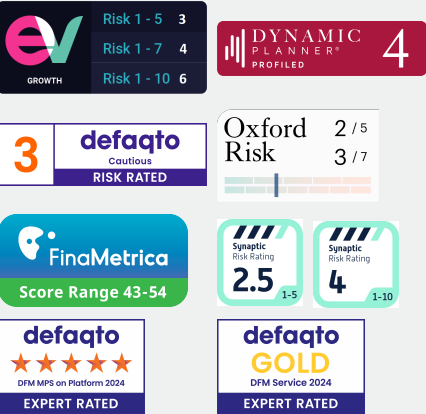 ev
GROWTH
Risk 1 - 5 3
Risk 1 - 7 4
Risk 1 - 10 6
DYNAMIC
PLANNER®
PROFILED
4
3
defaqto
Cautious
RISK RATED
Oxford
Risk
2 / 5
3 / 7
FinaMetrica
Score Range 43-54
Synaptic
Risk Rating
2.5
1-5
Synaptic
Risk Rating
4
1-10
defaqto
DFM MPS on Platform 2024
EXPERT RATED
defaqto
GOLD
DFM Service 2024
EXPERT RATED